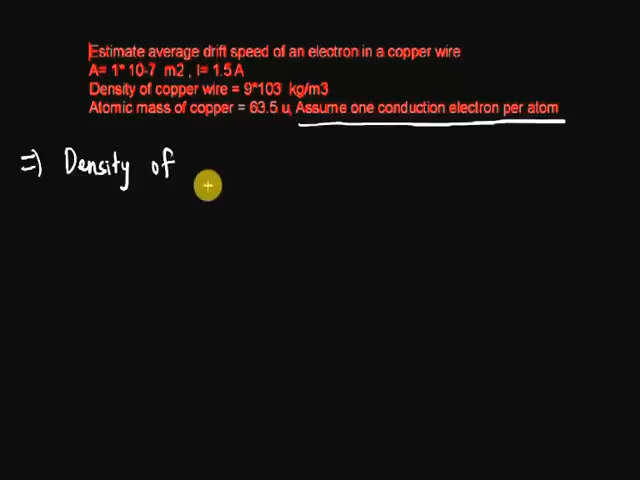 Estimate average drift speed of an electron in a copper wire
A= 1* 10-7 m2 , I= 1.5 A
Density of copper wire = 9*103 kg/m3
Atomic mass of copper = 63.5 u, Assume one conduction electron per atom
=) Density of